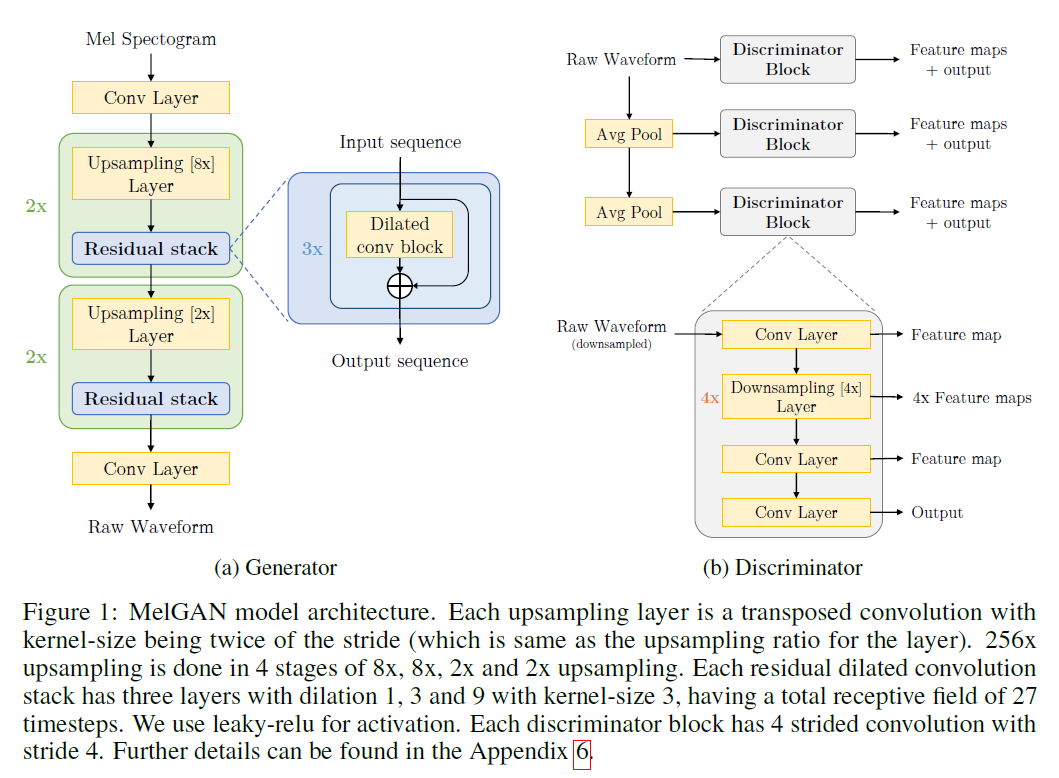 Mel Spectogram
Conv Layer
Upsampling [8x]
Layer
2x
Residual stack
Upsampling [2x]
Layer
2x
Residual stack
Conv Layer
Raw Waveform
Input sequence
Dilated
conv block
3x
Output sequence
(a) Generator
Raw Waveform
Discriminator
Block
Feature maps
+ output
Avg Pool
Discriminator
Block
Feature maps
+ output
Avg Pool
Discriminator
Block
Feature maps
+ output
Raw Waveform
(downsampled)
Conv Layer
Feature map
4x
Downsampling [4x]
Layer
4x Feature maps
Conv Layer
Feature map
Conv Layer
Output
(b) Discriminator
Figure 1: MelGAN model architecture. Each upsampling layer is a transposed convolution with
kernel-size being twice of the stride (which is same as the upsampling ratio for the layer). 256x
upsampling is done in 4 stages of 8x, 8x, 2x and 2x upsampling. Each residual dilated convolution
stack has three layers with dilation 1, 3 and 9 with kernel-size 3, having a total receptive field of 27
timesteps. We use leaky-relu for activation. Each discriminator block has 4 strided convolution with
stride 4. Further details can be found in the Appendix 6.